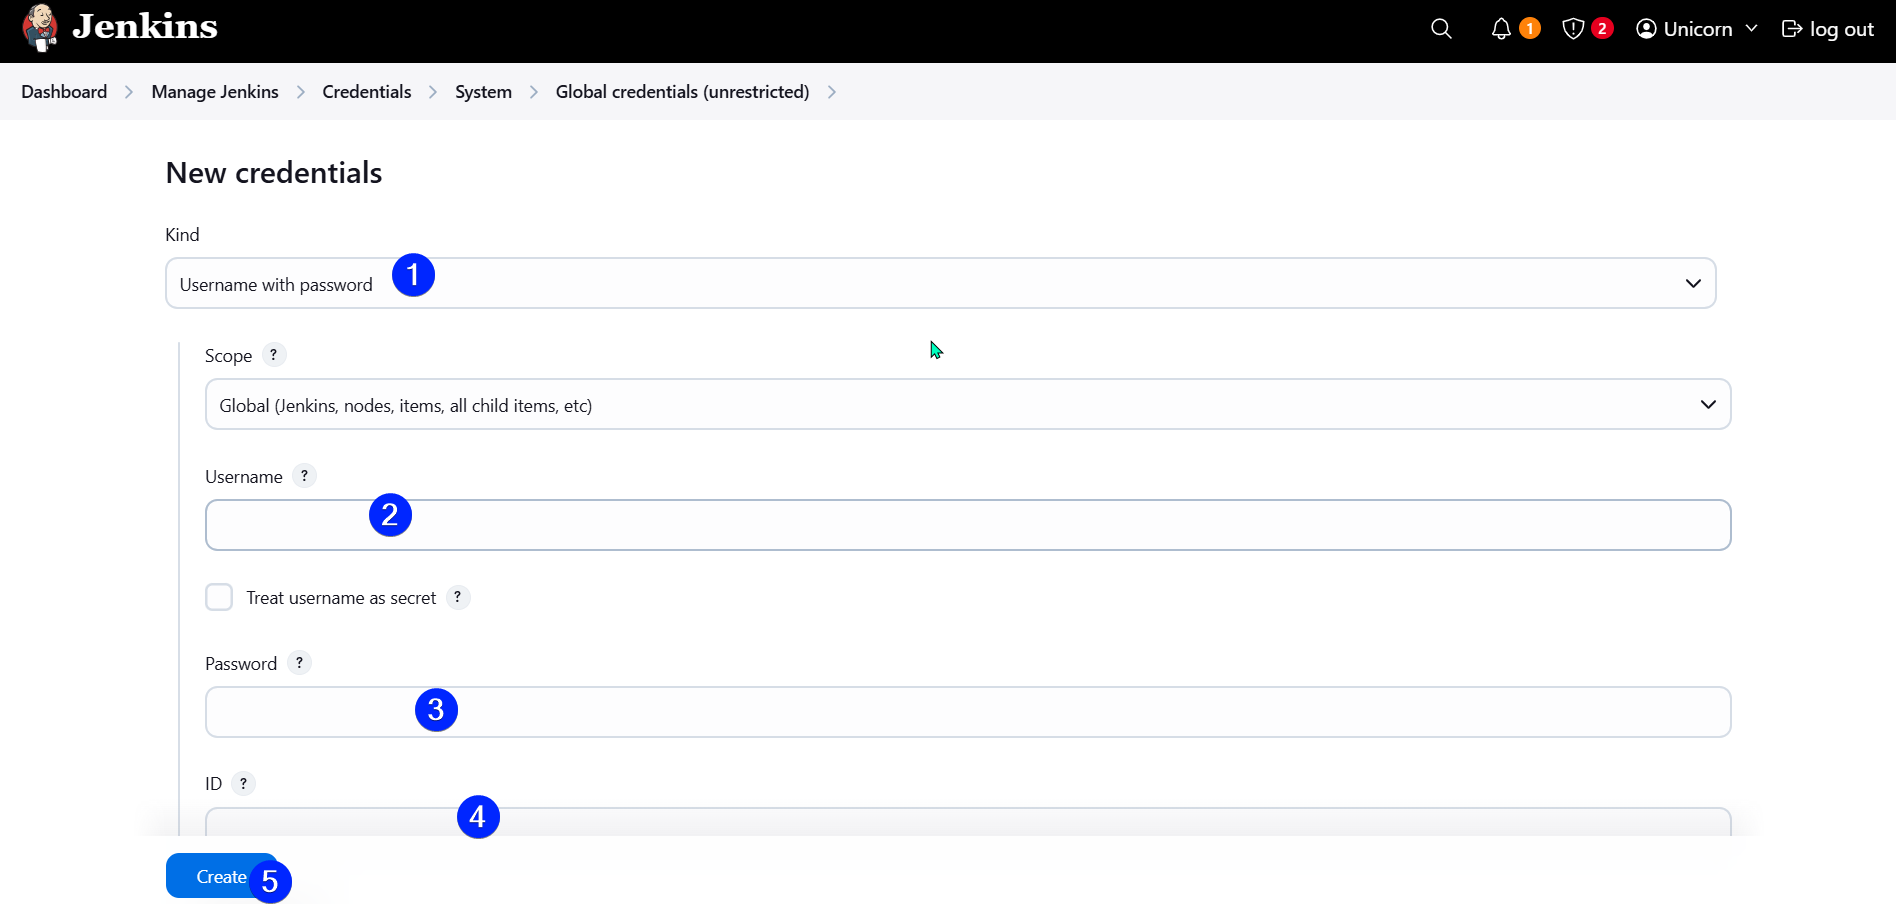 Jenkins
1
2
Unicorn
log out
Dashboard > Manage Jenkins > Credentials > System > Global credentials (unrestricted) >
New credentials
Kind
Username with password
1
Scope ?
Global (Jenkins, nodes, items, all child items, etc)
Username ?
2
Treat username as secret ?
Password ?
3
ID ?
4
Create
5